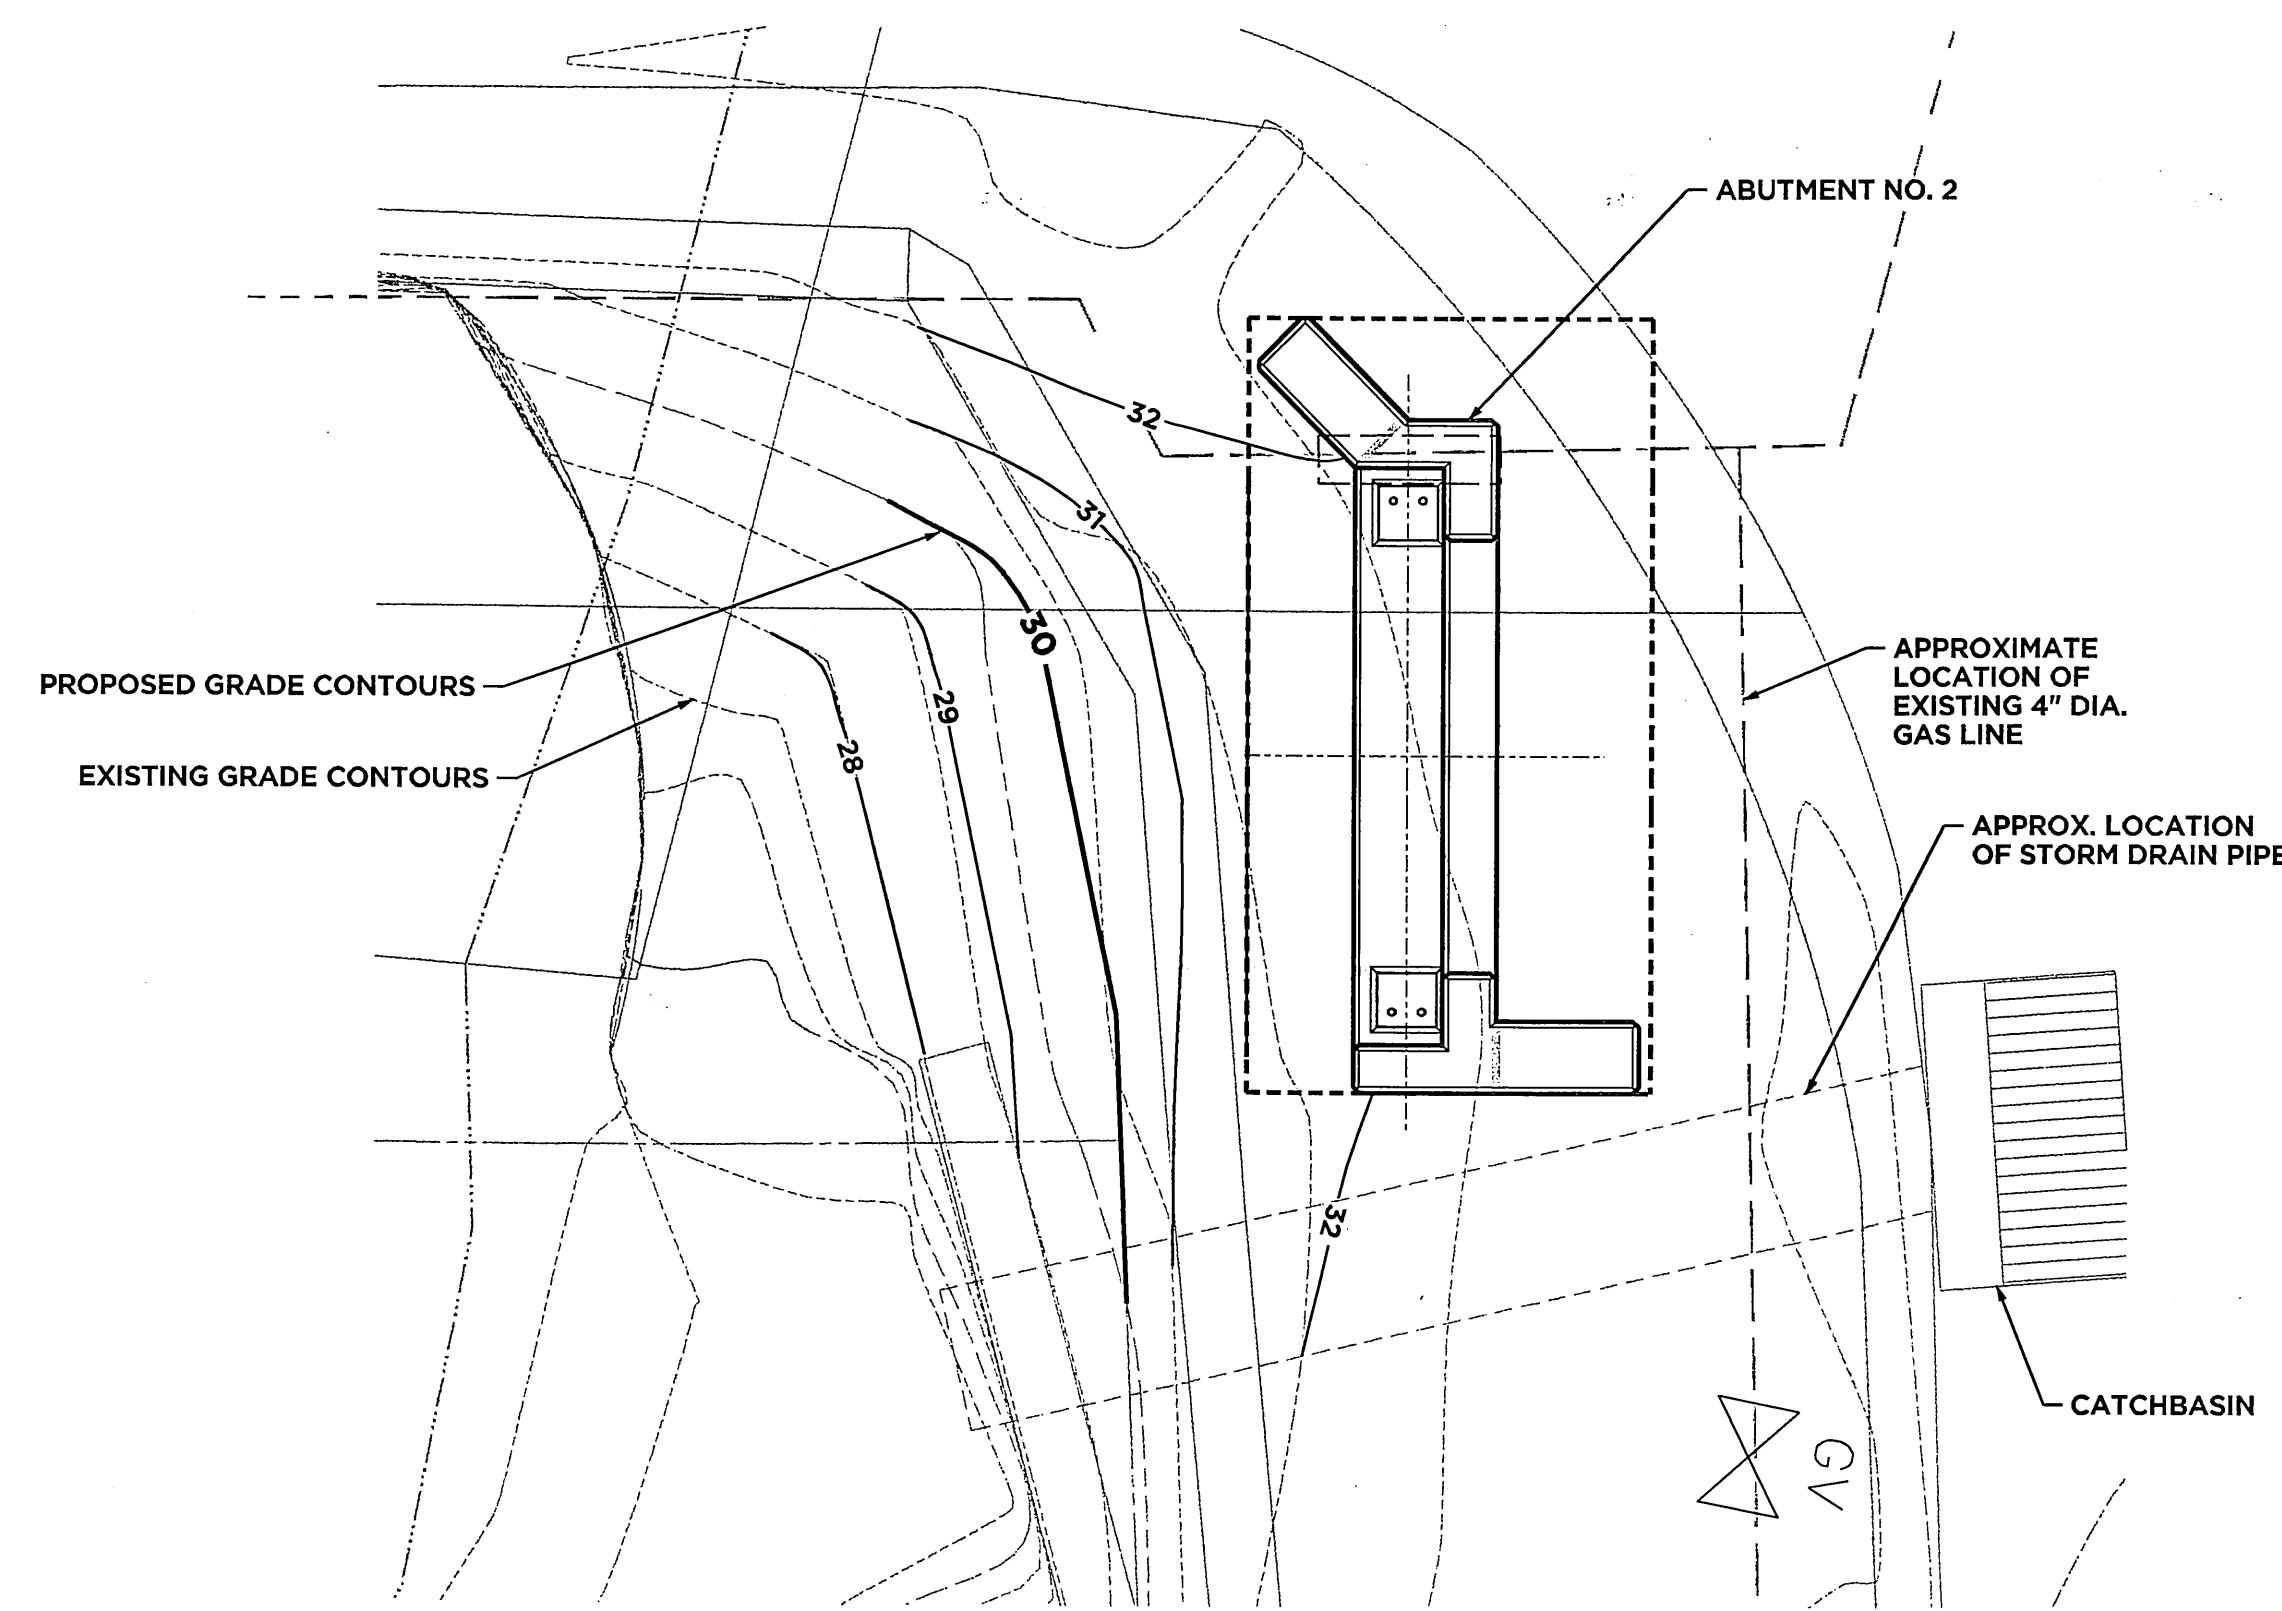 ABUTMENT NO. 2
32
31
30
29
28
PROPOSED GRADE CONTOURS
EXISTING GRADE CONTOURS
APPROXIMATE
LOCATION OF
EXISTING 4" DIA.
GAS LINE
APPROX. LOCATION
OF STORM DRAIN PIPE
32
CATCHBASIN
GV